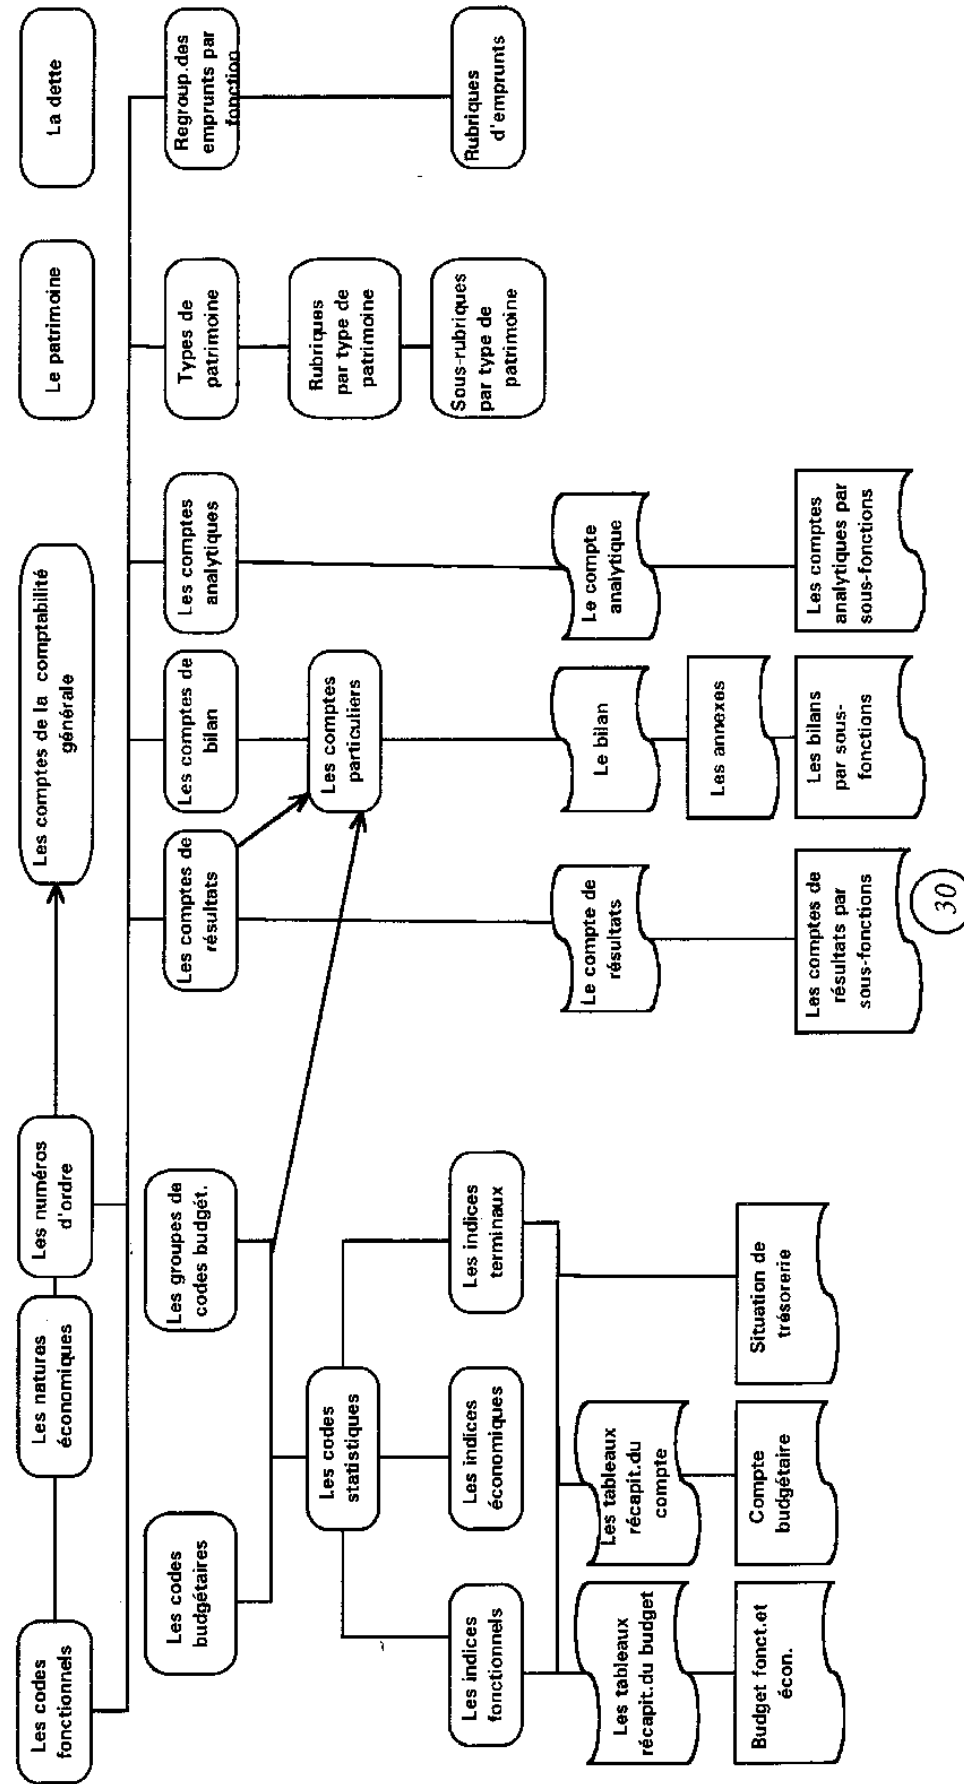 Les codes
fonctionnels
Les natures
économiques
Les numéros
d'ordre
Les comptes de la comptabilité
générale
Le patrimoine
La dette
Les codes
budgétaires
Les groupes de
codes budgét.
Les comptes de
résultats
Les comptes de
bilan
Les comptes
analytiques
Types de
patrimoine
Regroup.des
emprunts par
fonction
Les codes
statistiques
Les comptes
particuliers
Rubriques
par type de
patrimoine
Les indices
fonctionnels
Les indices
économiques
Les indices
terminaux
Sous-rubriques
par type de
patrimoine
Rubriques
d'emprunts
Les tableaux
récapit.du budget
Les tableaux
récapit.du
compte
Le compte de
résultats
Le bilan
Le compte
analytique
Les annexes
Budget fonct.et
écon.
Compte
budgétaire
Situation de
trésorerie
Les comptes de
résultats par
sous-fonctions
Les bilans
par sous-
fonctions
Les comptes
analytiques par
sous-fonctions
30